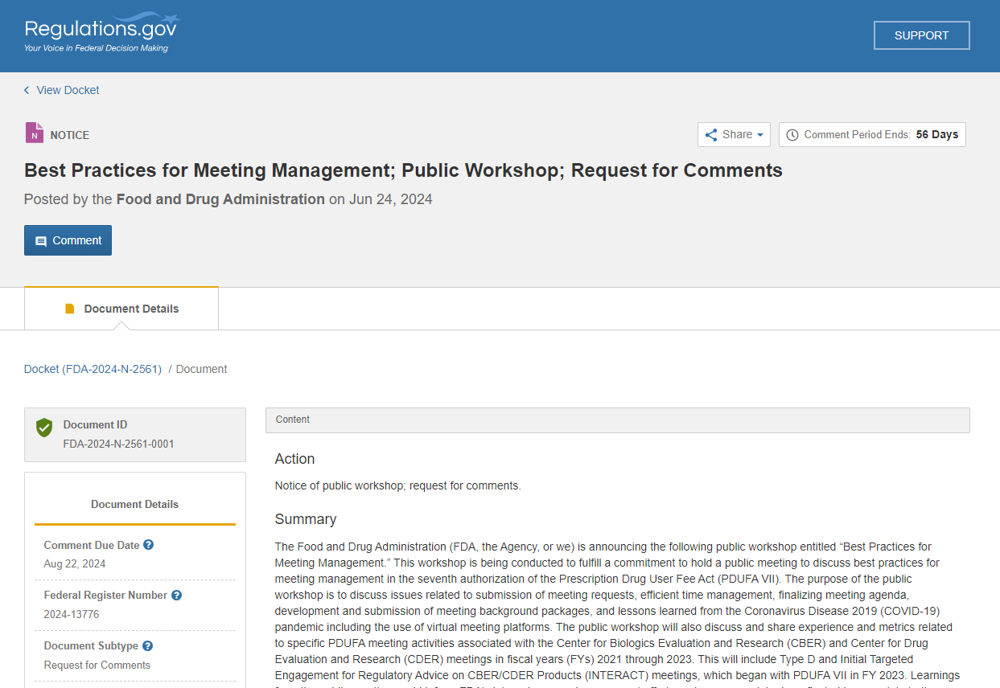 Regulations.gov
Your Voice in Federal Decision Making
SUPPORT
View Docket
N
NOTICE
Share
Comment Period Ends: 56 Days
Best Practices for Meeting Management; Public Workshop; Request for Comments
Posted by the Food and Drug Administration on Jun 24, 2024
Comment
Document Details
Docket (FDA-2024-N-2561) / Document
Document ID
FDA-2024-N-2561-0001
Document Details
Comment Due Date ?
Aug 22, 2024
Federal Register Number ?
2024-13776
Document Subtype ?
Request for Comments
Content
Action
Notice of public workshop; request for comments.
Summary
The Food and Drug Administration (FDA, the Agency, or we) is announcing the following public workshop entitled “Best Practices for
Meeting Management.” This workshop is being conducted to fulfill a commitment to hold a public meeting to discuss best practices for
meeting management in the seventh authorization of the Prescription Drug User Fee Act (PDUFA VII). The purpose of the public
workshop is to discuss issues related to submission of meeting requests, efficient time management, finalizing meeting agenda,
development and submission of meeting background packages, and lessons learned from the Coronavirus Disease 2019 (COVID-19)
pandemic including the use of virtual meeting platforms. The public workshop will also discuss and share experience and metrics related
to specific PDUFA meeting activities associated with the Center for Biologics Evaluation and Research (CBER) and Center for Drug
Evaluation and Research (CDER) meetings in fiscal years (FYs) 2021 through 2023. This will include Type D and Initial Targeted
Engagement for Regulatory Advice on CBER/CDER Products (INTERACT) meetings, which began with PDUFA VII in FY 2023. Learnings